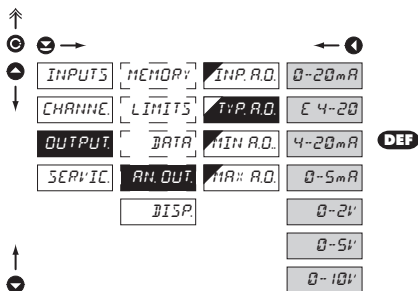 INPUTS MEMORY INP. A.O. 0-20mA
CHANNE. LIMITS TYP. A.O. E 4-20
OUTPUT. DATA MIN A.O. 4-20mA DEF
SERVIC. AN. OUT. MAX A.O. 0-5mA
DISP. 0-2V
0-5V
0-10V